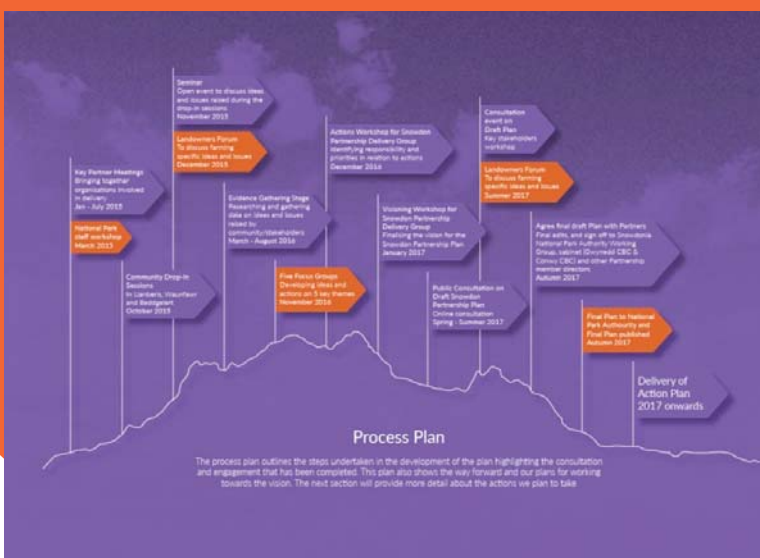 Seminar
Open event to discuss ideas
and issues raised during the
drop-in sessions
November 2015
Landowners Forum
To discuss farming
specific ideas and issues
December 2015
Key Partner Meetings
Bringing together
organisations involved
in delivery
Jan - July 2015
National Park
staff workshop
March 2015
Community Drop-in
Sessions
in Llanberis, Waunfawr
and Beddgelert
October 2015
Evidence Gathering Stage
Researching and gathering
data on ideas and issues
raised by
community/stakeholders
March - August 2016
Five Focus Groups
Developing ideas and
actions on 5 key themes
November 2016
Actions Workshop for Snowdon
Partnership Delivery Group
Identifying responsibility and
priorities in relation to actions
December 2016
Visioning Workshop for
Snowdon Partnership
Delivery Group
Finalising the vision for the
Snowdon Partnership Plan
January 2017
Public Consultation on
Draft Snowdon
Partnership Plan
Online consultation
Spring - Summer 2017
Consultation
event on
Draft Plan
Key stakeholders
workshop
Landowners Forum
To discuss farming
specific ideas and issues
Summer 2017
Agree final draft Plan with Partners
Final edits, and sign off to Snowdonia
National Park Authority Working
Group, cabinet (Gwynedd CBC &
Conwy CBC) and other Partnership
member directors
Autumn 2017
Final Plan to National
Park Authourity and
Final Plan published
Autumn 2017
Delivery of
Action Plan
2017 onwards
Process Plan
The process plan outlines the steps undertaken in the development of the plan highlighting the consultation
and engagement that has been completed. This plan also shows the way forward and our plans for working
towards the vision. The next section will provide more detail about the actions we plan to take